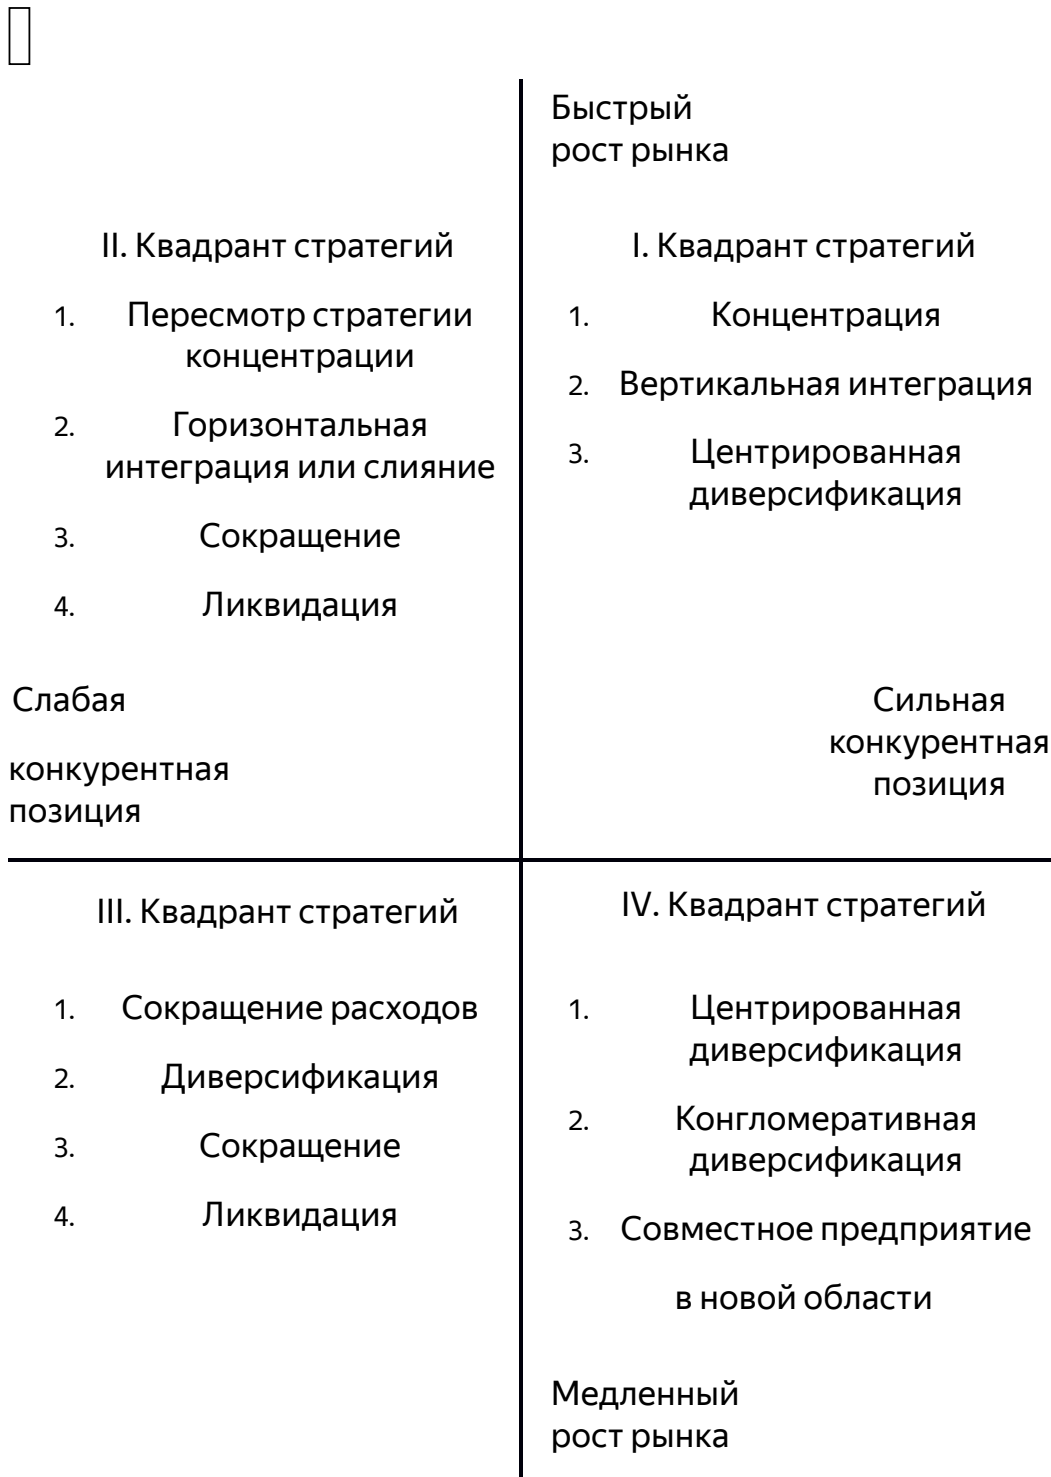 Быстрый
рост рынка
II. Квадрант стратегий
1. Пересмотр стратегии
концентрации
2. Горизонтальная
интеграция или слияние
3. Сокращение
4. Ликвидация
I. Квадрант стратегий
1. Концентрация
2. Вертикальная интеграция
3. Центрированная
диверсификация
Слабая
конкурентная
позиция
Сильная
конкурентная
позиция
III. Квадрант стратегий
1. Сокращение расходов
2. Диверсификация
3. Сокращение
4. Ликвидация
IV. Квадрант стратегий
1. Центрированная
диверсификация
2. Конгломеративная
диверсификация
3. Совместное предприятие
в новой области
Медленный
рост рынка